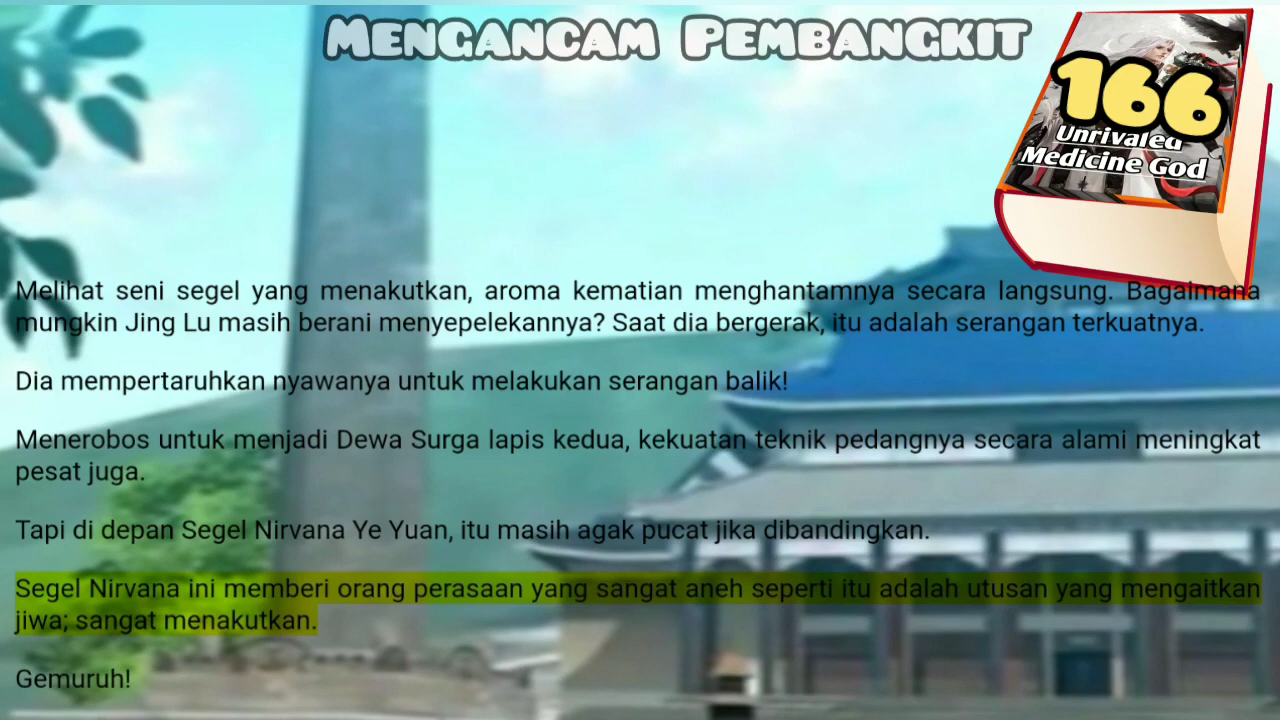 MENGANCAM PEMBANGKIT
166
Unrivaled
Medicine God
Melihat seni segel yang menakutkan, aroma kematian menghantamnya secara langsung. Bagaimana
mungkin Jing Lu masih berani menyepelekannya? Saat dia bergerak, itu adalah serangan terkuatnya.
Dia mempertaruhkan nyawanya untuk melakukan serangan balik!
Menerobos untuk menjadi Dewa Surga lapis kedua, kekuatan teknik pedangnya secara alami meningkat
pesat juga.
Tapi di depan Segel Nirvana Ye Yuan, itu masih agak pucat jika dibandingkan.
Segel Nirvana ini memberi orang perasaan yang sangat aneh seperti itu adalah utusan yang mengaitkan
jiwa; sangat menakutkan.
Gemuruh!